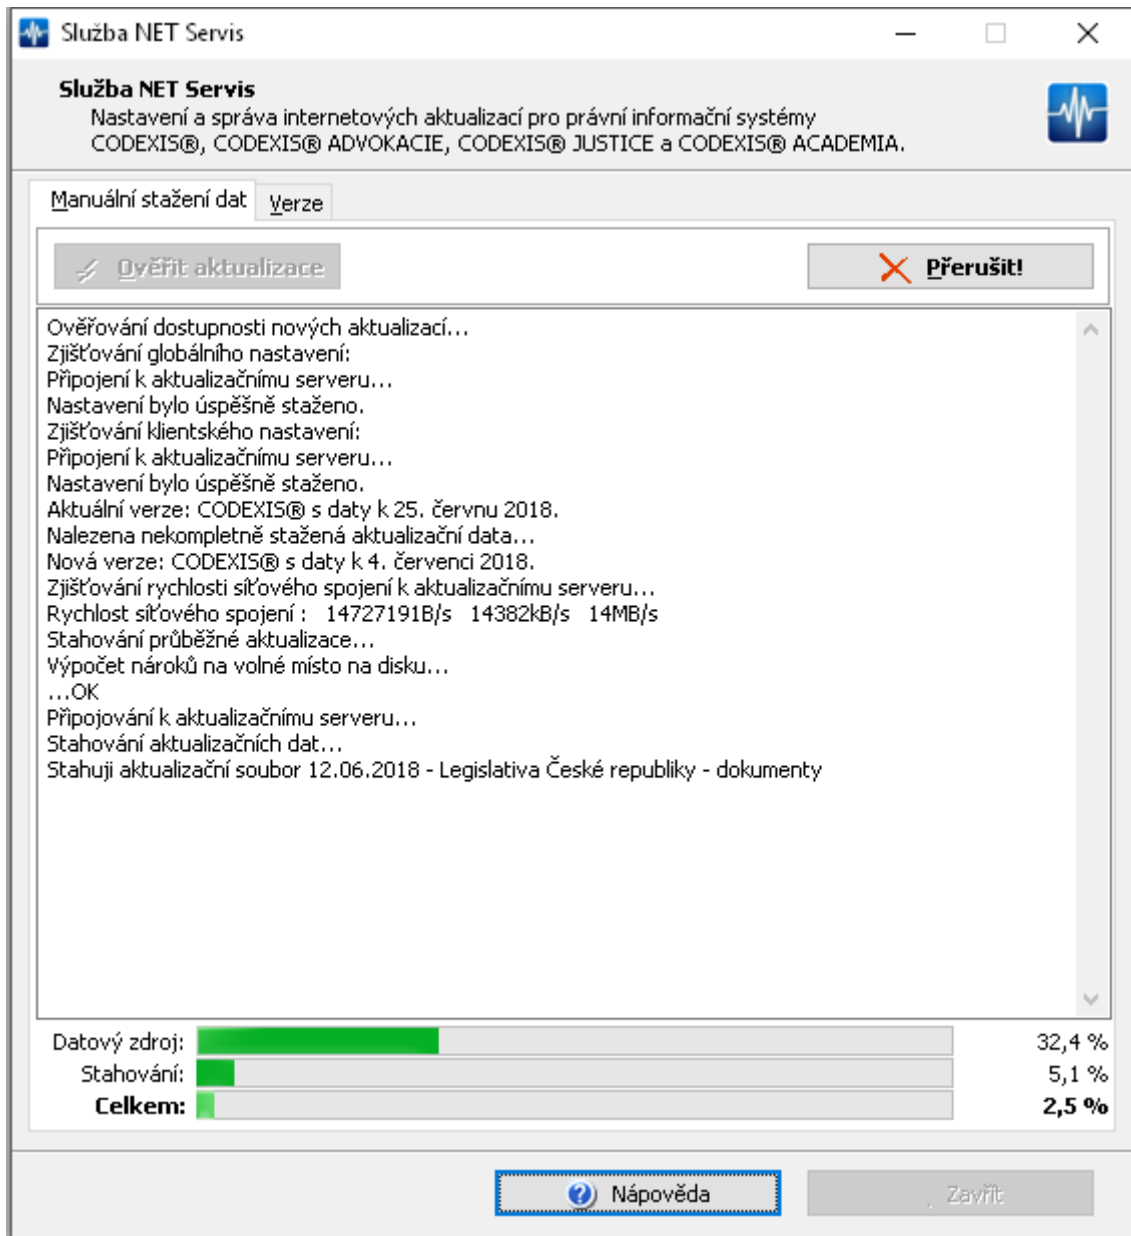 Služba NET Servis
Služba NET Servis
Nastavení a správa internetových aktualizací pro právní informační systémy
CODEXIS®, CODEXIS® ADVOKACIE, CODEXIS® JUSTICE a CODEXIS® ACADEMIA.
Manuální stažení dat Verze
Ověřit aktualizace Přerušit!
Ověřování dostupnosti nových aktualizací...
Zjišťování globálního nastavení:
Připojení k aktualizačnímu serveru...
Nastavení bylo úspěšně staženo.
Zjišťování klientského nastavení:
Připojení k aktualizačnímu serveru...
Nastavení bylo úspěšně staženo.
Aktuální verze: CODEXIS® s daty k 25. červnu 2018.
Nalezena nekompletně stažená aktualizační data...
Nová verze: CODEXIS® s daty k 4. červenci 2018.
Zjišťování rychlosti síťového spojení k aktualizačnímu serveru...
Rychlost síťového spojení : 14727191B/s 14382kB/s 14MB/s
Stahování průběžné aktualizace...
Výpočet nároků na volné místo na disku...
...OK
Připojování k aktualizačnímu serveru...
Stahování aktualizačních dat...
Stahuji aktualizační soubor 12.06.2018 - Legislativa České republiky - dokumenty
Datový zdroj: 32,4 %
Stahování: 5,1 %
Celkem: 2,5 %
Nápověda Zavřít